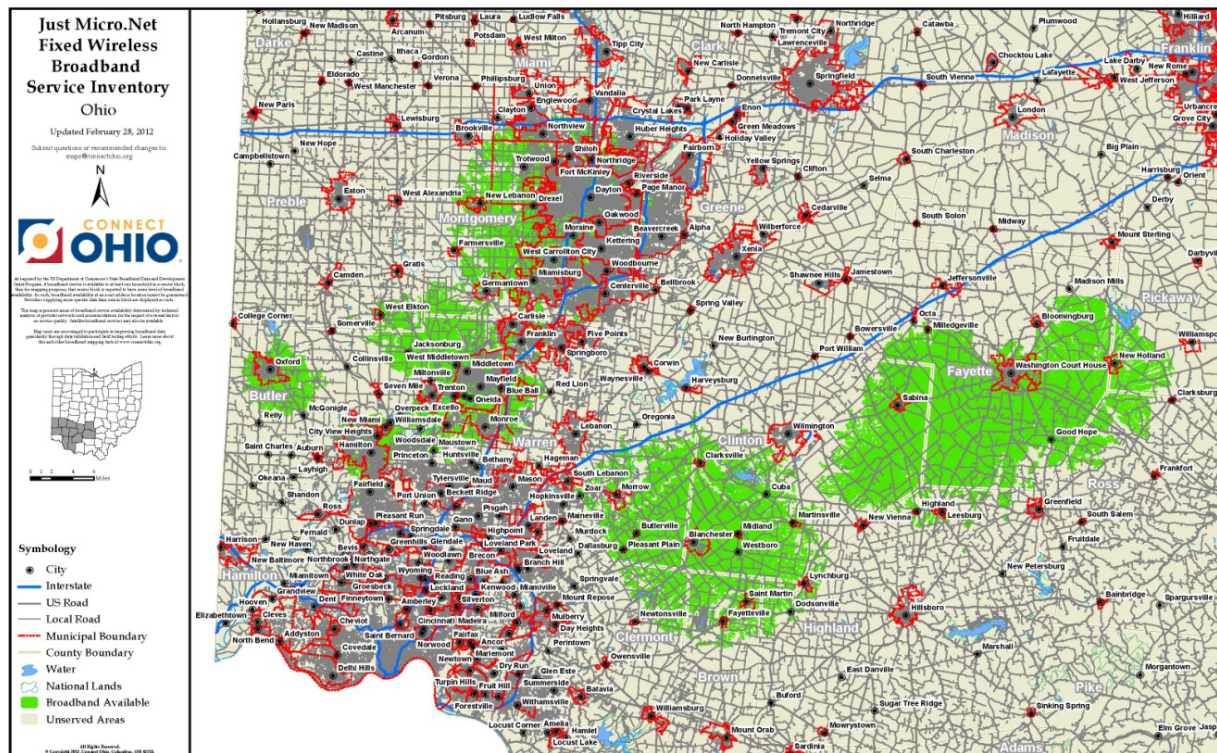 Just Micro.Net
Fixed Wireless
Broadband
Service Inventory
Ohio
Updated February 28, 2012
Submit questions or recommended changes to:
maps@connectohio.org
N
CONNECT
OHIO
Miles
Symbology
City
Interstate
US Road
Local Road
Municipal Boundary
County Boundary
Water
National Lands
Broadband Available
Unserved Areas
All Rights Reserved.
Hollansburg
New Madison
Pitsburg
Laura
Ludlow Falls
Arcanum
Potsdam
West Milton
Darke
Castine
Ithaca
Gordon
Miami
Tipp City
Eldorado
Verona
Phillipsburg
West Manchester
Union
Vandalia
Englewood
Clayton
New Paris
Lewisburg
Brookville
Northview
Huber Heights
Crystal Lakes
Park Layne
New Carlisle
Clark
North Hampton
Tremont City
Northridge
Lawrenceville
Donnelsville
Springfield
Catawba
Plumwood
Choctou Lake
South Vienna
Lafayette
Lake Darby
West Jefferson
Hilliard
Franklin
New Rome
Urbancre
Grove City
London
Madison
Enon
Green Meadows
Holiday Valley
New Hope
Campbellstown
Shiloh
Northridge
Trotwood
Fort McKinley
Fairborn
Riverside
Yellow Springs
Clifton
South Charleston
Selma
Big Plain
Harrisburg
Orient
Derby
Eaton
Preble
West Alexandria
New Lebanon
Drexel
Dayton
Page Manor
Montgomery
Oakwood
Greene
Cedarville
Moraine
Beavercreek
Alpha
Wilberforce
Kettering
Xenia
South Solon
Midway
Mount Sterling
Darbyville
Farmersville
West Carrollton City
Woodbourne
Gratis
Miamisburg
Camden
Germantown
Centerville
Bellbrook
Shawnee Hills
Jamestown
Jeffersonville
Madison Mills
Pickaway
Spring Valley
West Elkton
College Corner
Somerville
Carlisle
Five Points
Franklin
Springboro
Jacksonburg
Bowersville
Octa
Milledgeville
Bloomingburg
Williamspo
New Burlington
Port William
West Middletown
Collinsville
Middletown
Oxford
Butler
Miltonville
Mayfield
Seven Mile
Trenton
Blue Ball
Red Lion
Corwin
Waynesville
Harveysburg
Fayette
Washington Court House
New Holland
Clarksburg
Reily
McGonigle
Overpeck
Excello
Oneida
New Miami
Williamsdale
Monroe
Oregonia
Sabina
Good Hope
Saint Charles
City View Heights
Woodsdale
Maustown
Warren
Lebanon
Clinton
Wilmington
Auburn
Hamilton
Princeton
Huntsville
Bethany
Hageman
Layhigh
Okeana
Fairfield
Tylersville
Maud
Mason
South Lebanon
Clarksville
Frankfort
Ross
Shandon
Port Union
Beckett Ridge
Hopkinsville
Zoar
Morrow
Cuba
Highland
Leesburg
Greenfield
South Salem
Ross
Pleasant Run
Pisgah
Landen
Maineville
Dunlap
Gano
Highpoint
Murdock
Butlerville
Midland
Martinsville
New Vienna
Fernald
Springdale
Loveland Park
Loveland
Dallasburg
Pleasant Plain
Blanchester
Westboro
Harrison
New Haven
Bevis
Greenhills
Glendale
Fruitdale
New Baltimore
Northbrook
Northgate
Woodlawn
Brecon
Branch Hill
Hamilton
Miamitown
White Oak
Wyoming
Reading
Blue Ash
Springvale
Lynchburg
New Petersburg
Grandview
Groesbeck
Lockland
Kenwood
Miamiville
Mount Repose
Saint Martin
Bainbridge
Spargursville
Hooven
Dent
Finneytown
Amberley
Silverton
Milford
Mulberry
Newtonsville
Fayetteville
Dodsonville
Hillsboro
Elizabethtown
Cleves
Cheviot
Cincinnati
Madeira
Day Heights
Clermont
Highland
North Bend
Addyston
Saint Bernard
Norwood
Fairfax
Ancor
Perintown
Marshall
Covedale
Mariemont
Owensville
Delhi Hills
Newtown
Dry Run
Glen Este
Brown
East Danville
Morgantown
Turpin Hills
Fruit Hill
Summerside
Batavia
Buford
Pike
Forestville
Withamsville
Williamsburg
Sugar Tree Ridge
Sinking Spring
Locust Corner
Amelia
Hamlet
Mount Orab
Mowrystown
Locust Lake
Sardinia
Adams
Elm Grove
Jasp